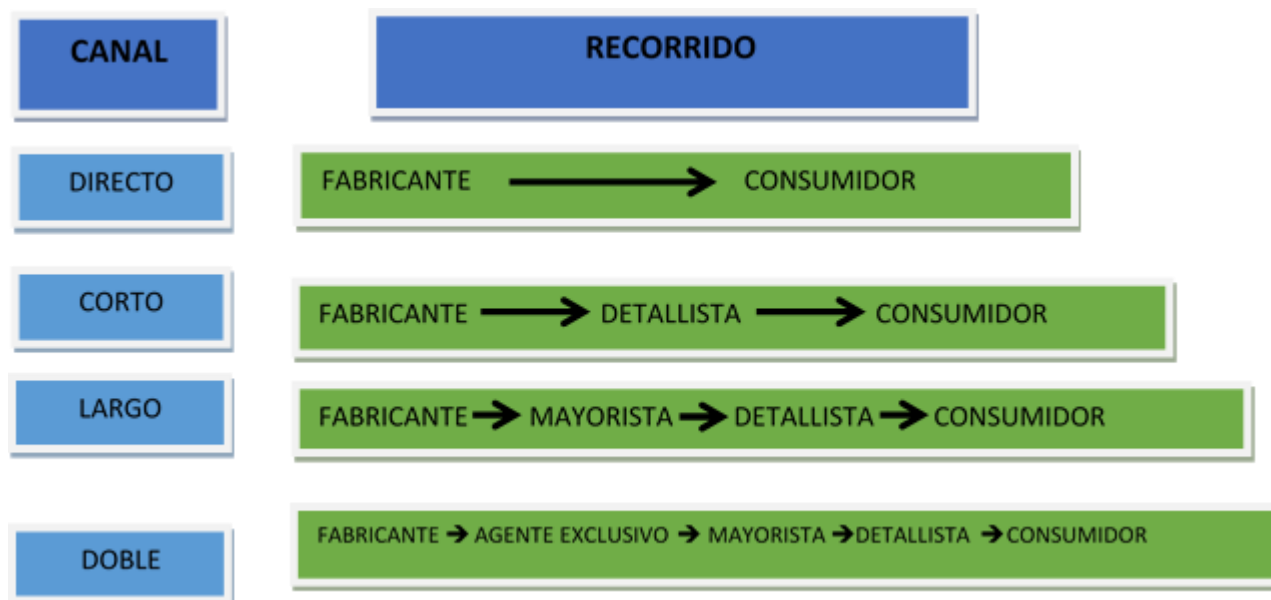 CANAL
RECORRIDO
DIRECTO
FABRICANTE → CONSUMIDOR
CORTO
FABRICANTE → DETALLISTA → CONSUMIDOR
LARGO
FABRICANTE → MAYORISTA → DETALLISTA → CONSUMIDOR
DOBLE
FABRICANTE → AGENTE EXCLUSIVO → MAYORISTA → DETALLISTA → CONSUMIDOR